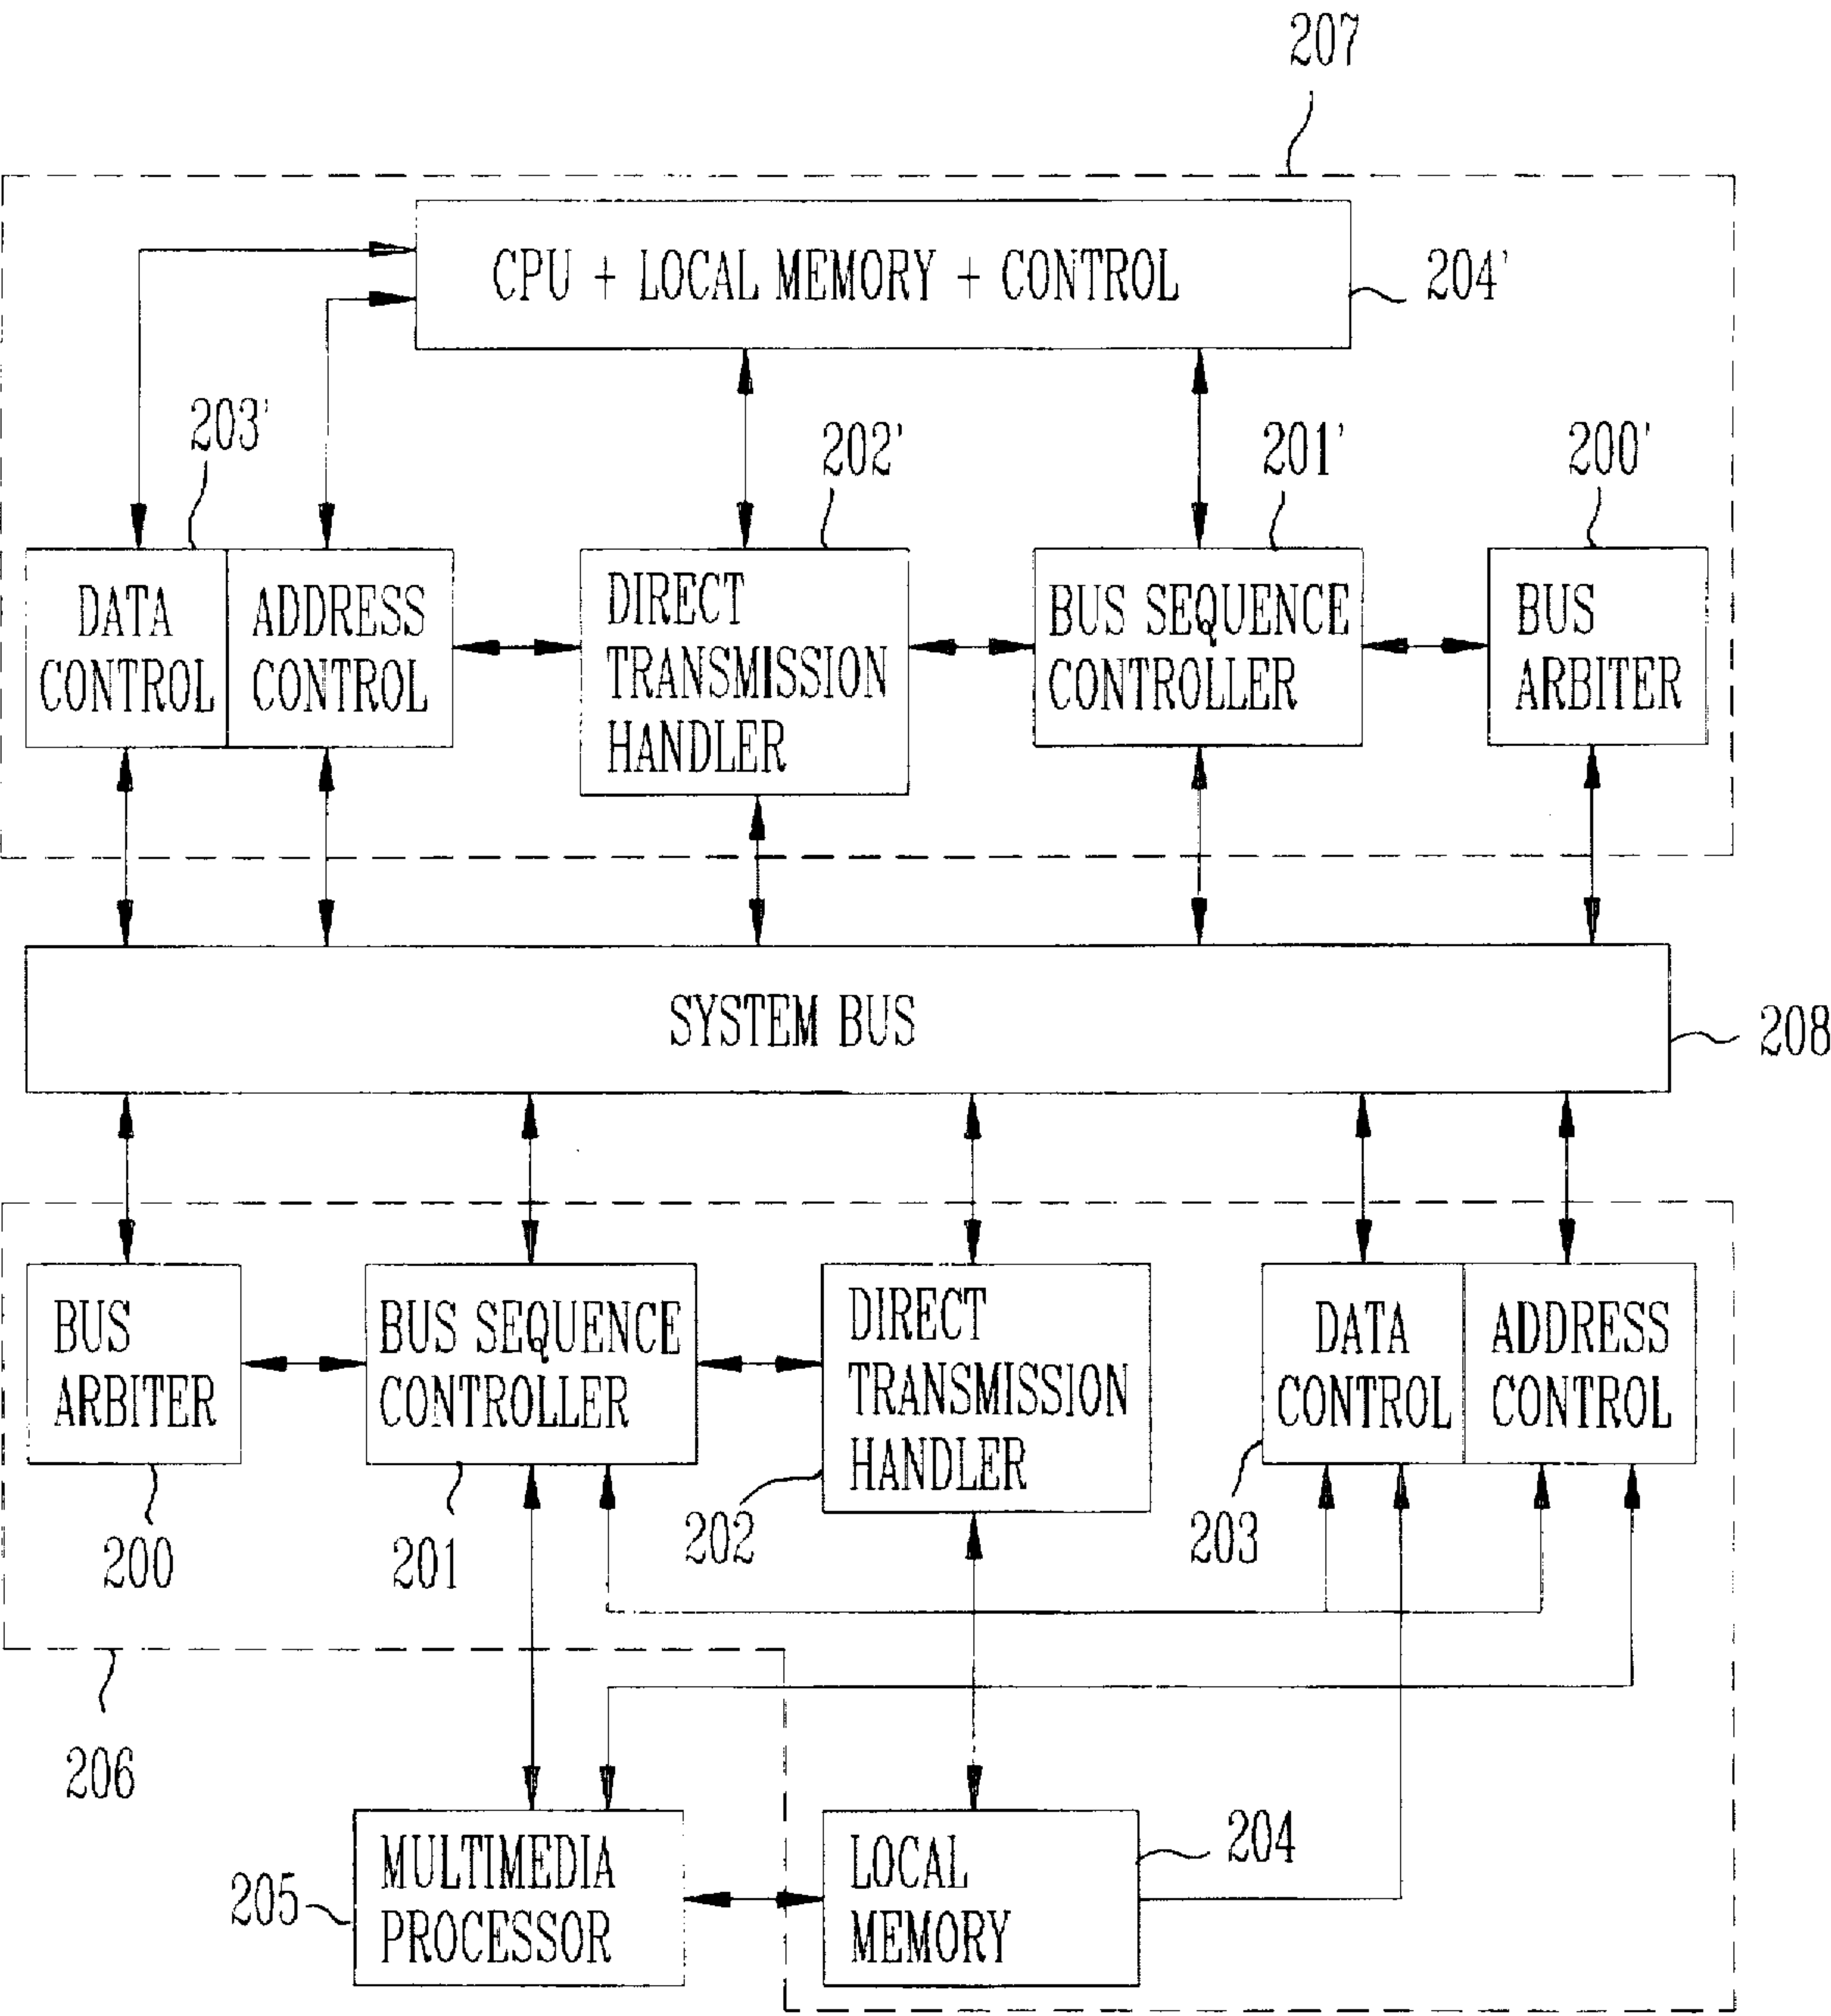 207
CPU + LOCAL MEMORY + CONTROL
204'
203'
202'
201'
200'
DATA
CONTROL
ADDRESS
CONTROL
DIRECT
TRANSMISSION
HANDLER
BUS SEQUENCE
CONTROLLER
BUS
ARBITER
SYSTEM BUS
208
BUS
ARBITER
BUS SEQUENCE
CONTROLLER
DIRECT
TRANSMISSION
HANDLER
DATA
CONTROL
ADDRESS
CONTROL
200
201
202
203
206
205
MULTIMEDIA
PROCESSOR
LOCAL
MEMORY
204